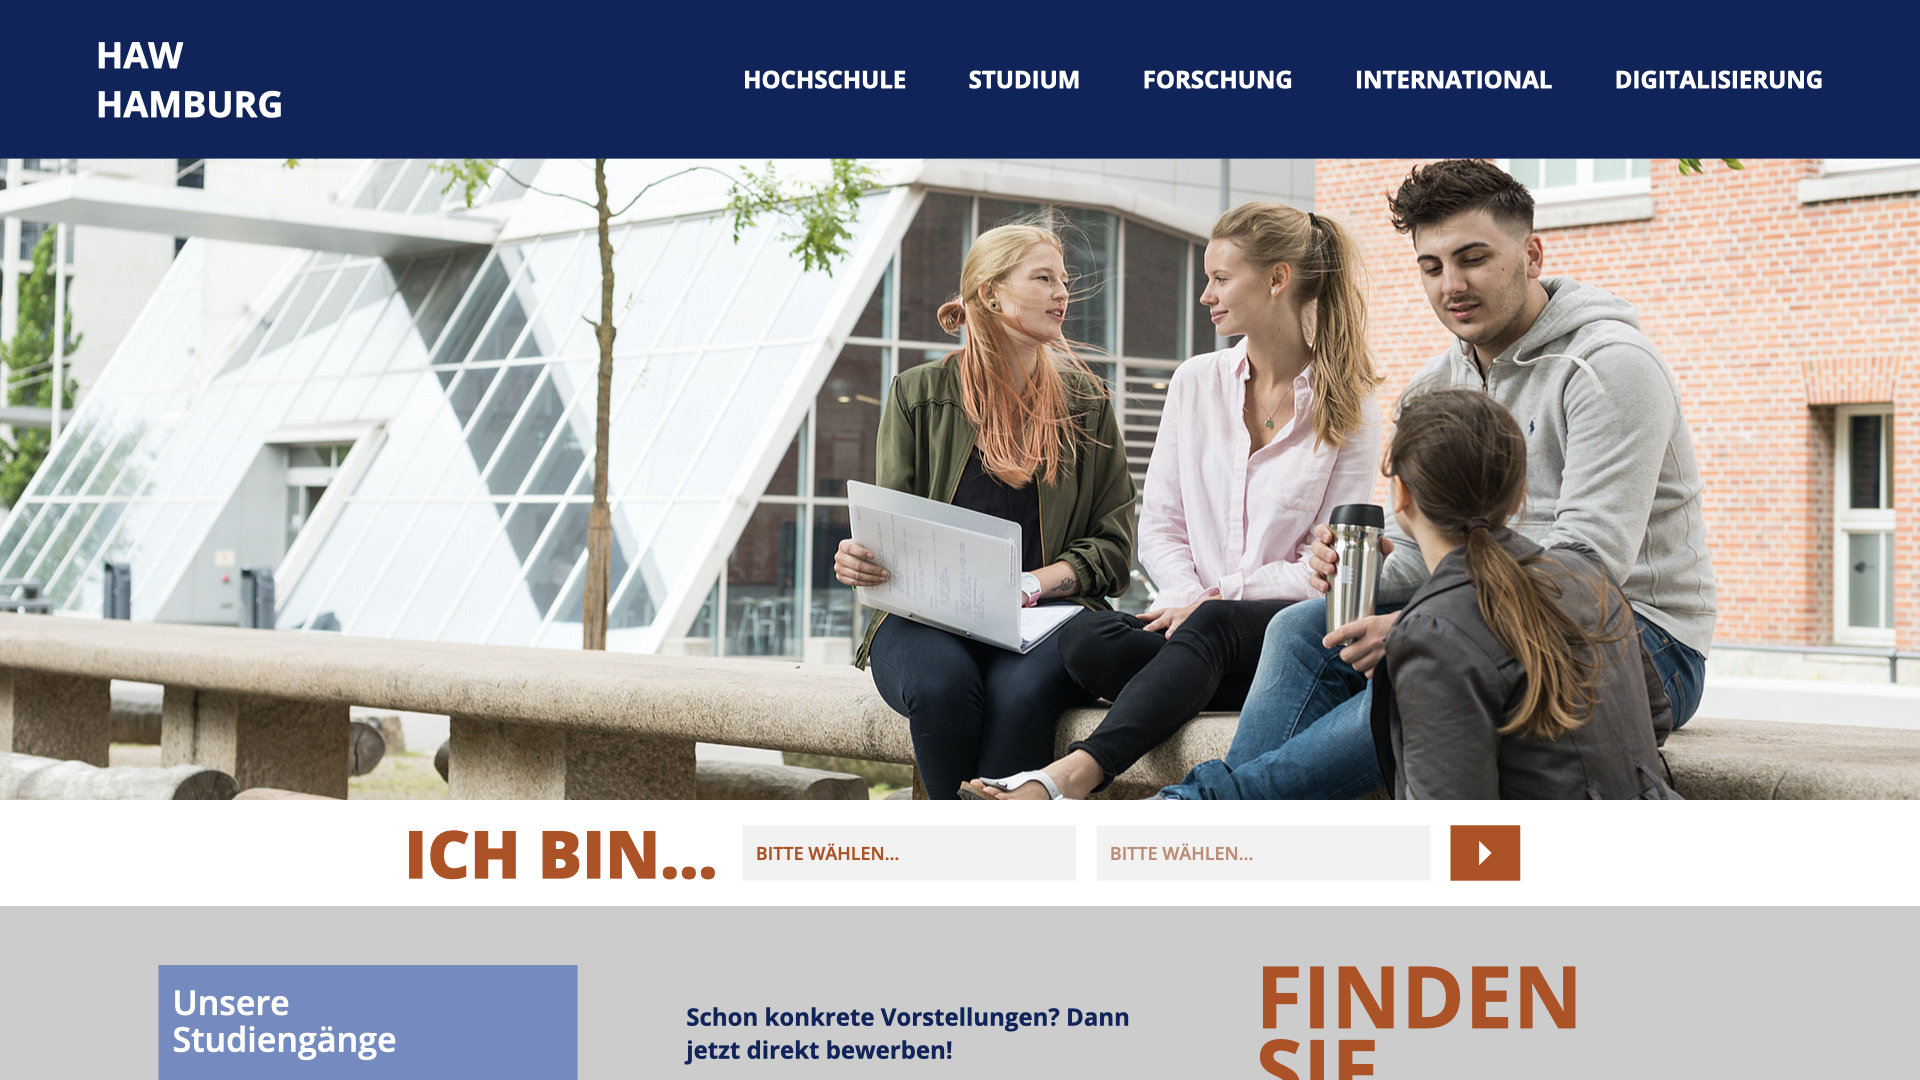 HAW
HAMBURG
HOCHSCHULE
STUDIUM
FORSCHUNG
INTERNATIONAL
DIGITALISIERUNG
ICH BIN...
BITTE WÄHLEN...
BITTE WÄHLEN...
Unsere
Studiengänge
Schon konkrete Vorstellungen? Dann
jetzt direkt bewerben!
FINDEN
SIE